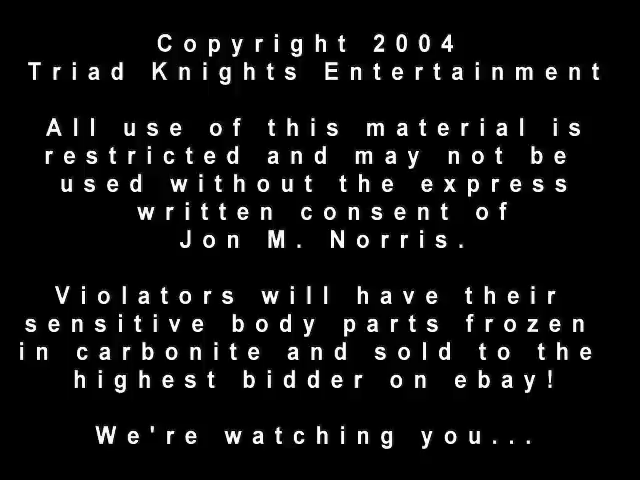 Copyright 2004
Triad Knights Entertainment
All use of this material is
restricted and may not be
used without the express
written consent of
Jon M. Norris.
Violators will have their
sensitive body parts frozen
in carbonite and sold to the
highest bidder on ebay!
We're watching you...